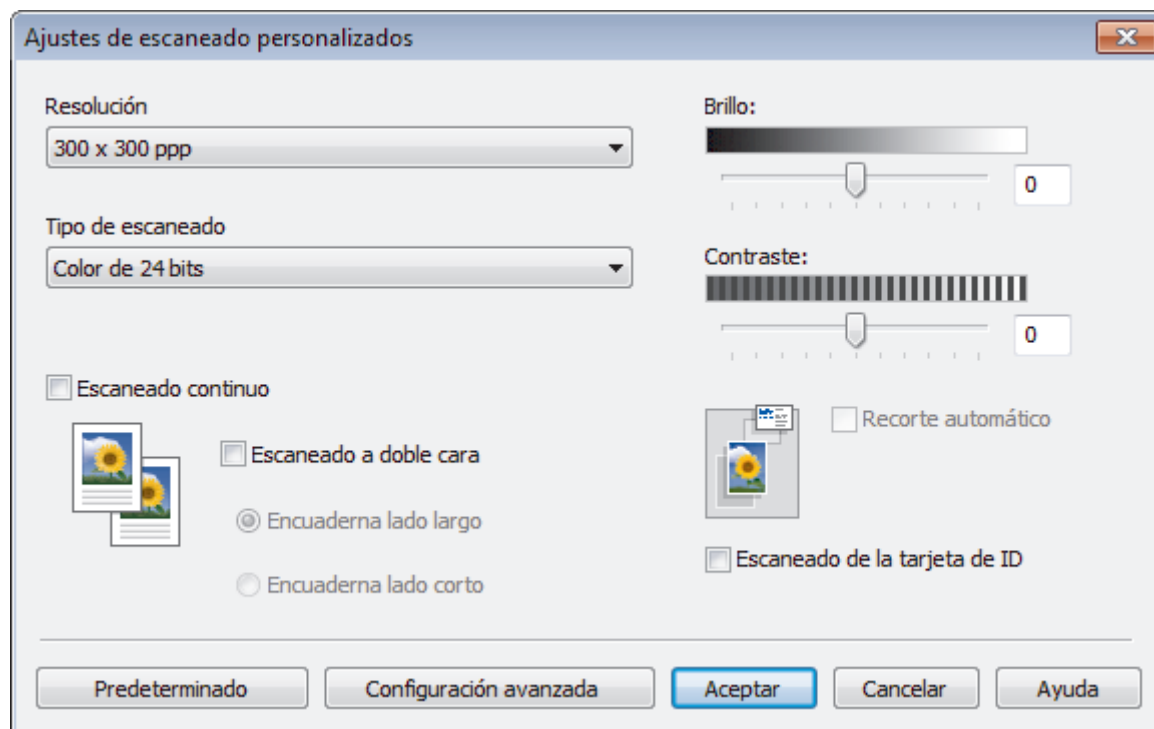 Ajustes de escaneado personalizados
Resolución
300 x 300 ppp
Tipo de escaneado
Color de 24 bits
Escaneado continuo
Escaneado a doble cara
Encuaderna lado largo
Encuaderna lado corto
Brillo:
0
Contraste:
0
Recorte automático
Escaneado de la tarjeta de ID
Predeterminado
Configuración avanzada
Aceptar
Cancelar
Ayuda